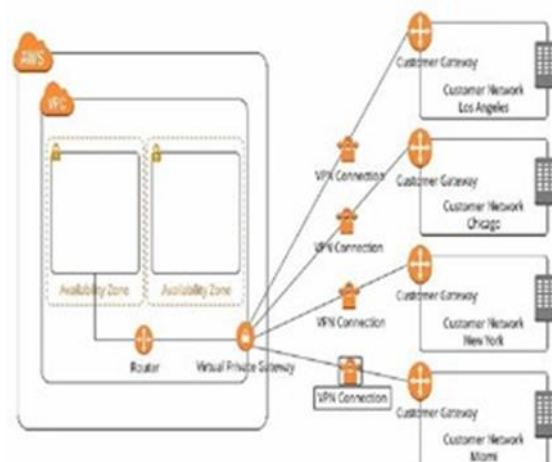 AWS
VPC
Availability Zone
Availability Zone
Router
Virtual Private Gateway
VPN Connection
VPN Connection
VPN Connection
VPN Connection
Customer Gateway
Customer Network
Los Angeles
Customer Gateway
Customer Network
Chicago
Customer Gateway
Customer Network
New York
Customer Gateway
Customer Network
Miami